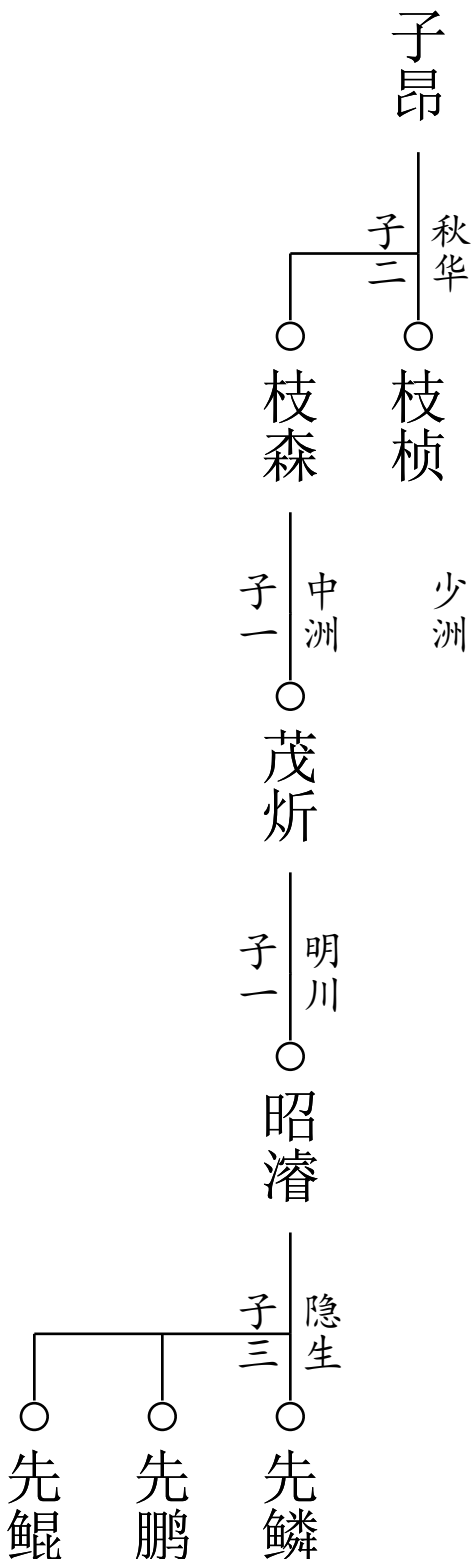 子昂
秋华
子二
枝桢
枝森
少洲
中洲
子一
茂炘
明川
子一
昭濬
隐生
子三
先鳞
先鹏
先鲲